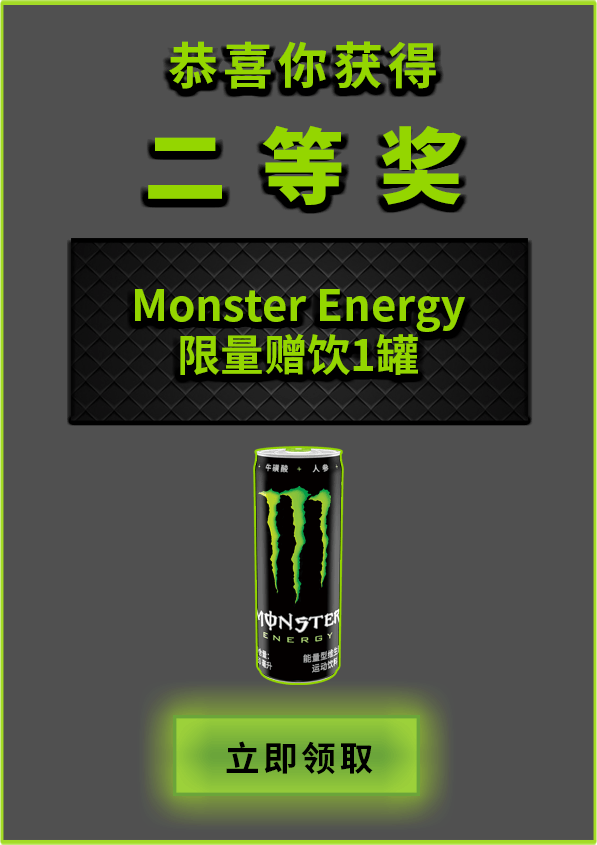 恭喜你获得
二等奖
Monster Energy
限量赠饮1罐
+ 牛磺酸 + 人参 +
MONSTER
ENERGY
能量型维生
运动饮料
立即领取